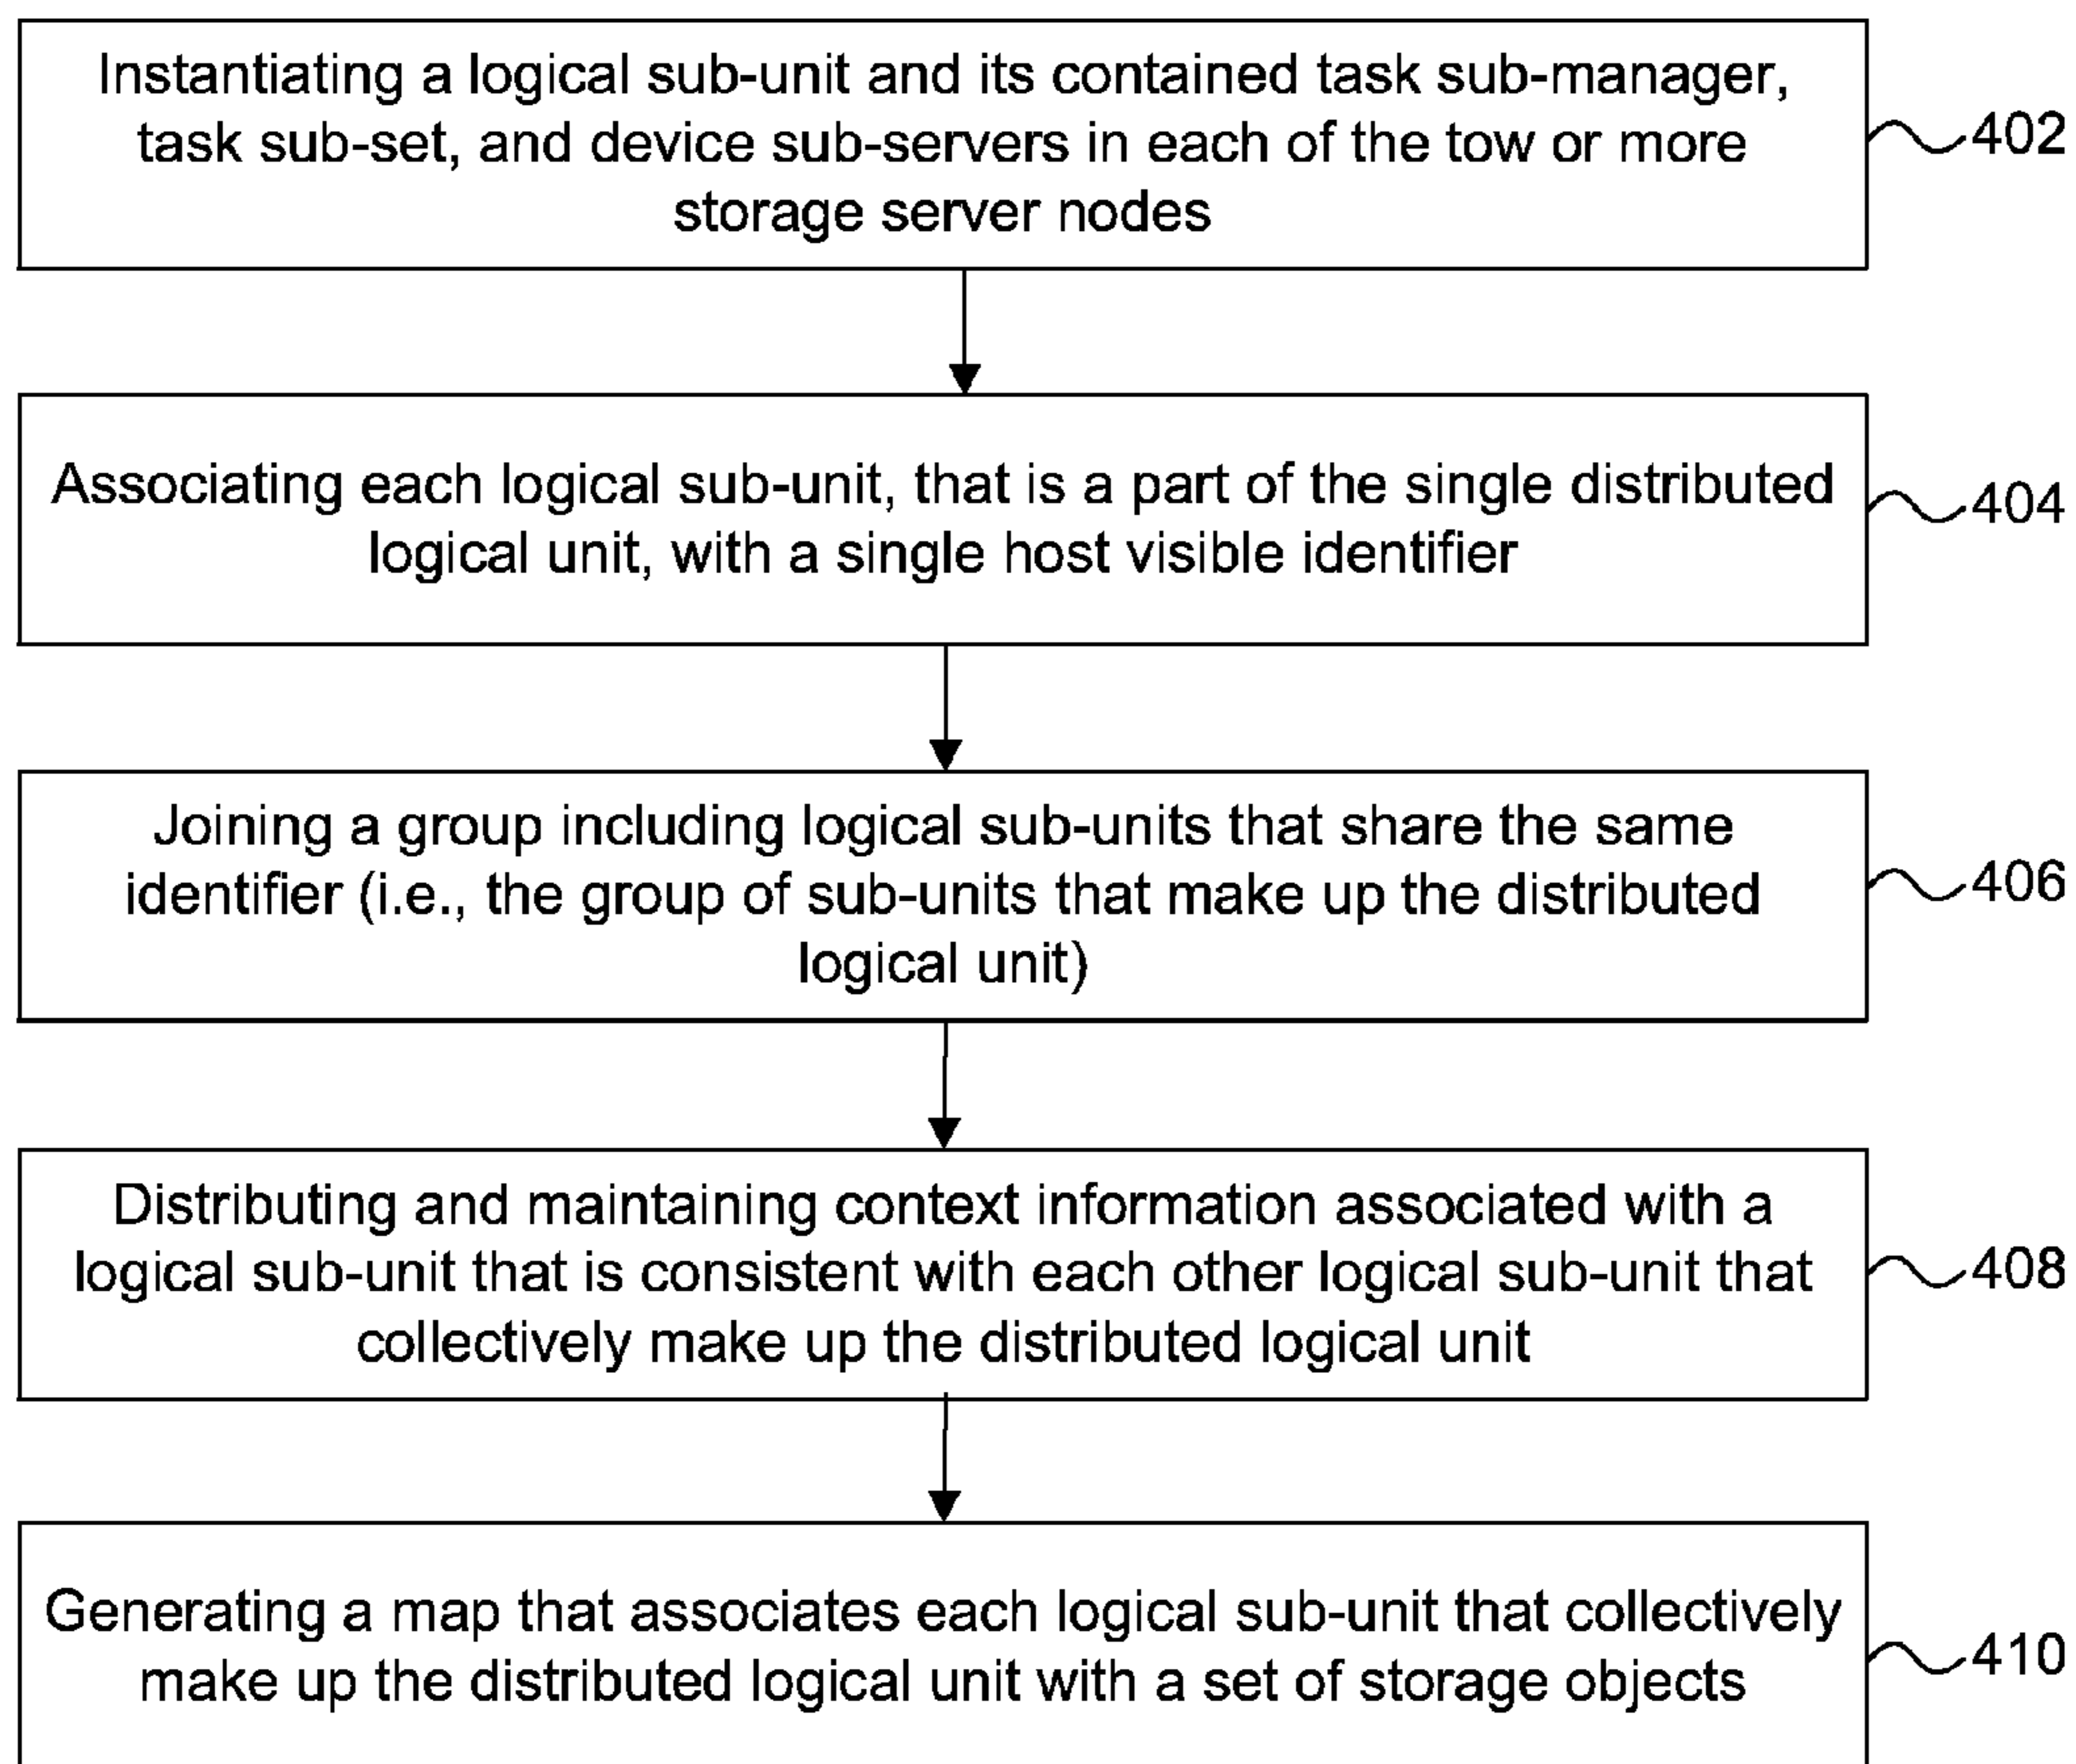 Instantiating a logical sub-unit and its contained task sub-manager,
task sub-set, and device sub-servers in each of the tow or more
storage server nodes
402
Associating each logical sub-unit, that is a part of the single distributed
logical unit, with a single host visible identifier
404
Joining a group including logical sub-units that share the same
identifier (i.e., the group of sub-units that make up the distributed
logical unit)
406
Distributing and maintaining context information associated with a
logical sub-unit that is consistent with each other logical sub-unit that
collectively make up the distributed logical unit
408
Generating a map that associates each logical sub-unit that collectively
make up the distributed logical unit with a set of storage objects
410